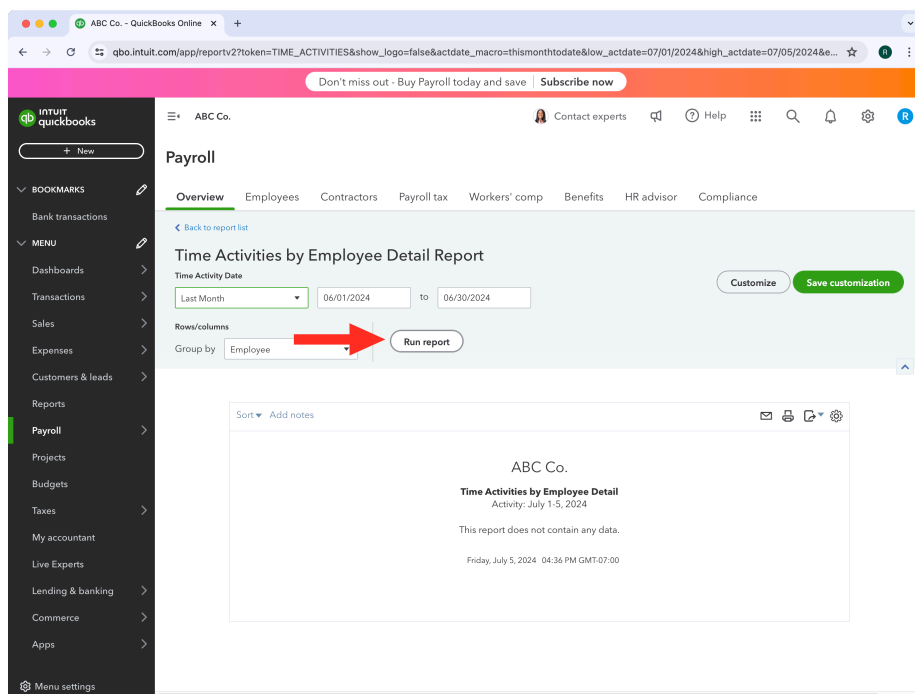 ABC Co. - QuickBooks Online
qbo.intuit.com/app/reportv2?token=TIME_ACTIVITIES&show_logo=false&actdate_macro=thismonthtodate&low_actdate=07/01/2024&high_actdate=07/05/2024&e...
R
Don't miss out - Buy Payroll today and save
Subscribe now
qb
INTUIT
quickbooks
ABC Co.
Contact experts
Help
R
+ New
Payroll
BOOKMARKS
Overview Employees Contractors Payroll tax Workers' comp Benefits HR advisor Compliance
Bank transactions
MENU
Dashboards
Transactions
Sales
Expenses
Customers & leads
Reports
Payroll
Projects
Budgets
Taxes
My accountant
Live Experts
Lending & banking
Commerce
Apps
Menu settings
Back to report list
Time Activities by Employee Detail Report
Time Activity Date
Last Month 06/01/2024 to 06/30/2024
Customize
Save customization
Rows/columns
Group by Employee
Run report
Sort Add notes
ABC Co.
Time Activities by Employee Detail
Activity: July 1-5, 2024
This report does not contain any data.
Friday, July 5, 2024 04:36 PM GMT-07:00